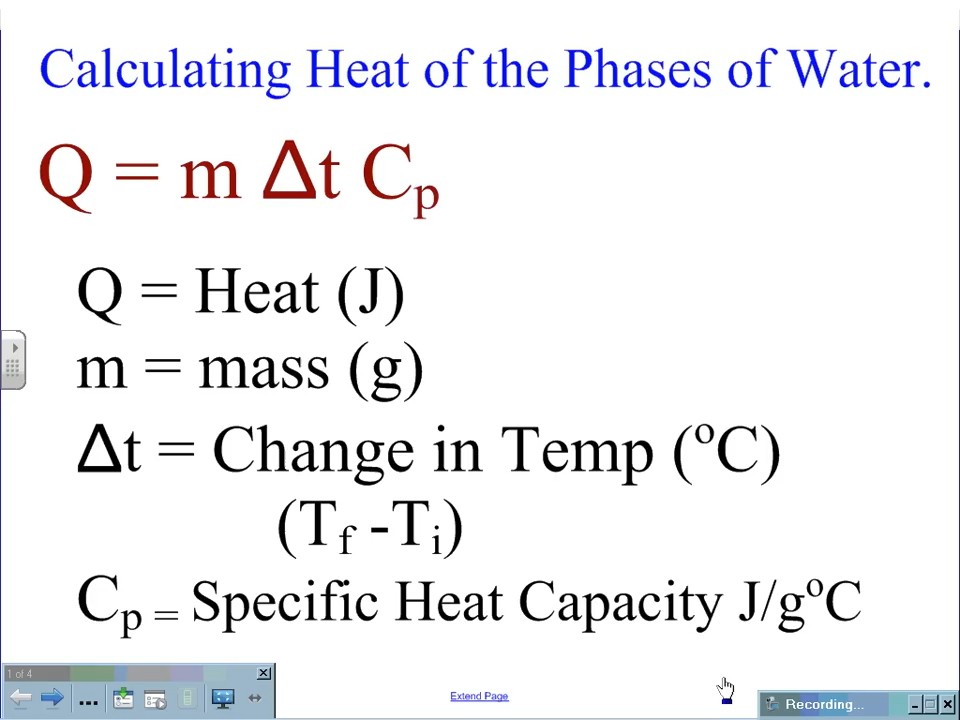 Calculating Heat of the Phases of Water.
Q = m Δt Cp
Q = Heat (J)
m = mass (g)
Δt = Change in Temp (ºC)
(Tf -Ti)
Cp = Specific Heat Capacity J/gºC
1 of 4
...
Extend Page
Recording...